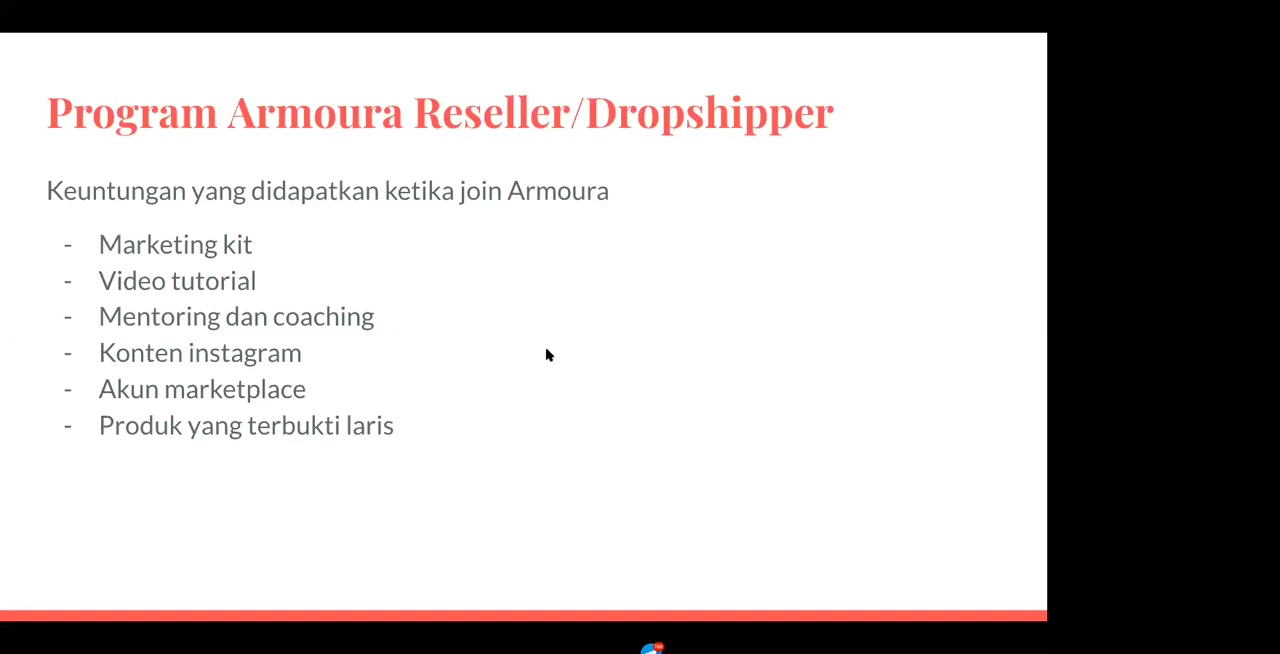 Program Armoura Reseller/Dropshipper
Keuntungan yang didapatkan ketika join Armoura
- Marketing kit
- Video tutorial
- Mentoring dan coaching
- Konten instagram
- Akun marketplace
- Produk yang terbukti laris